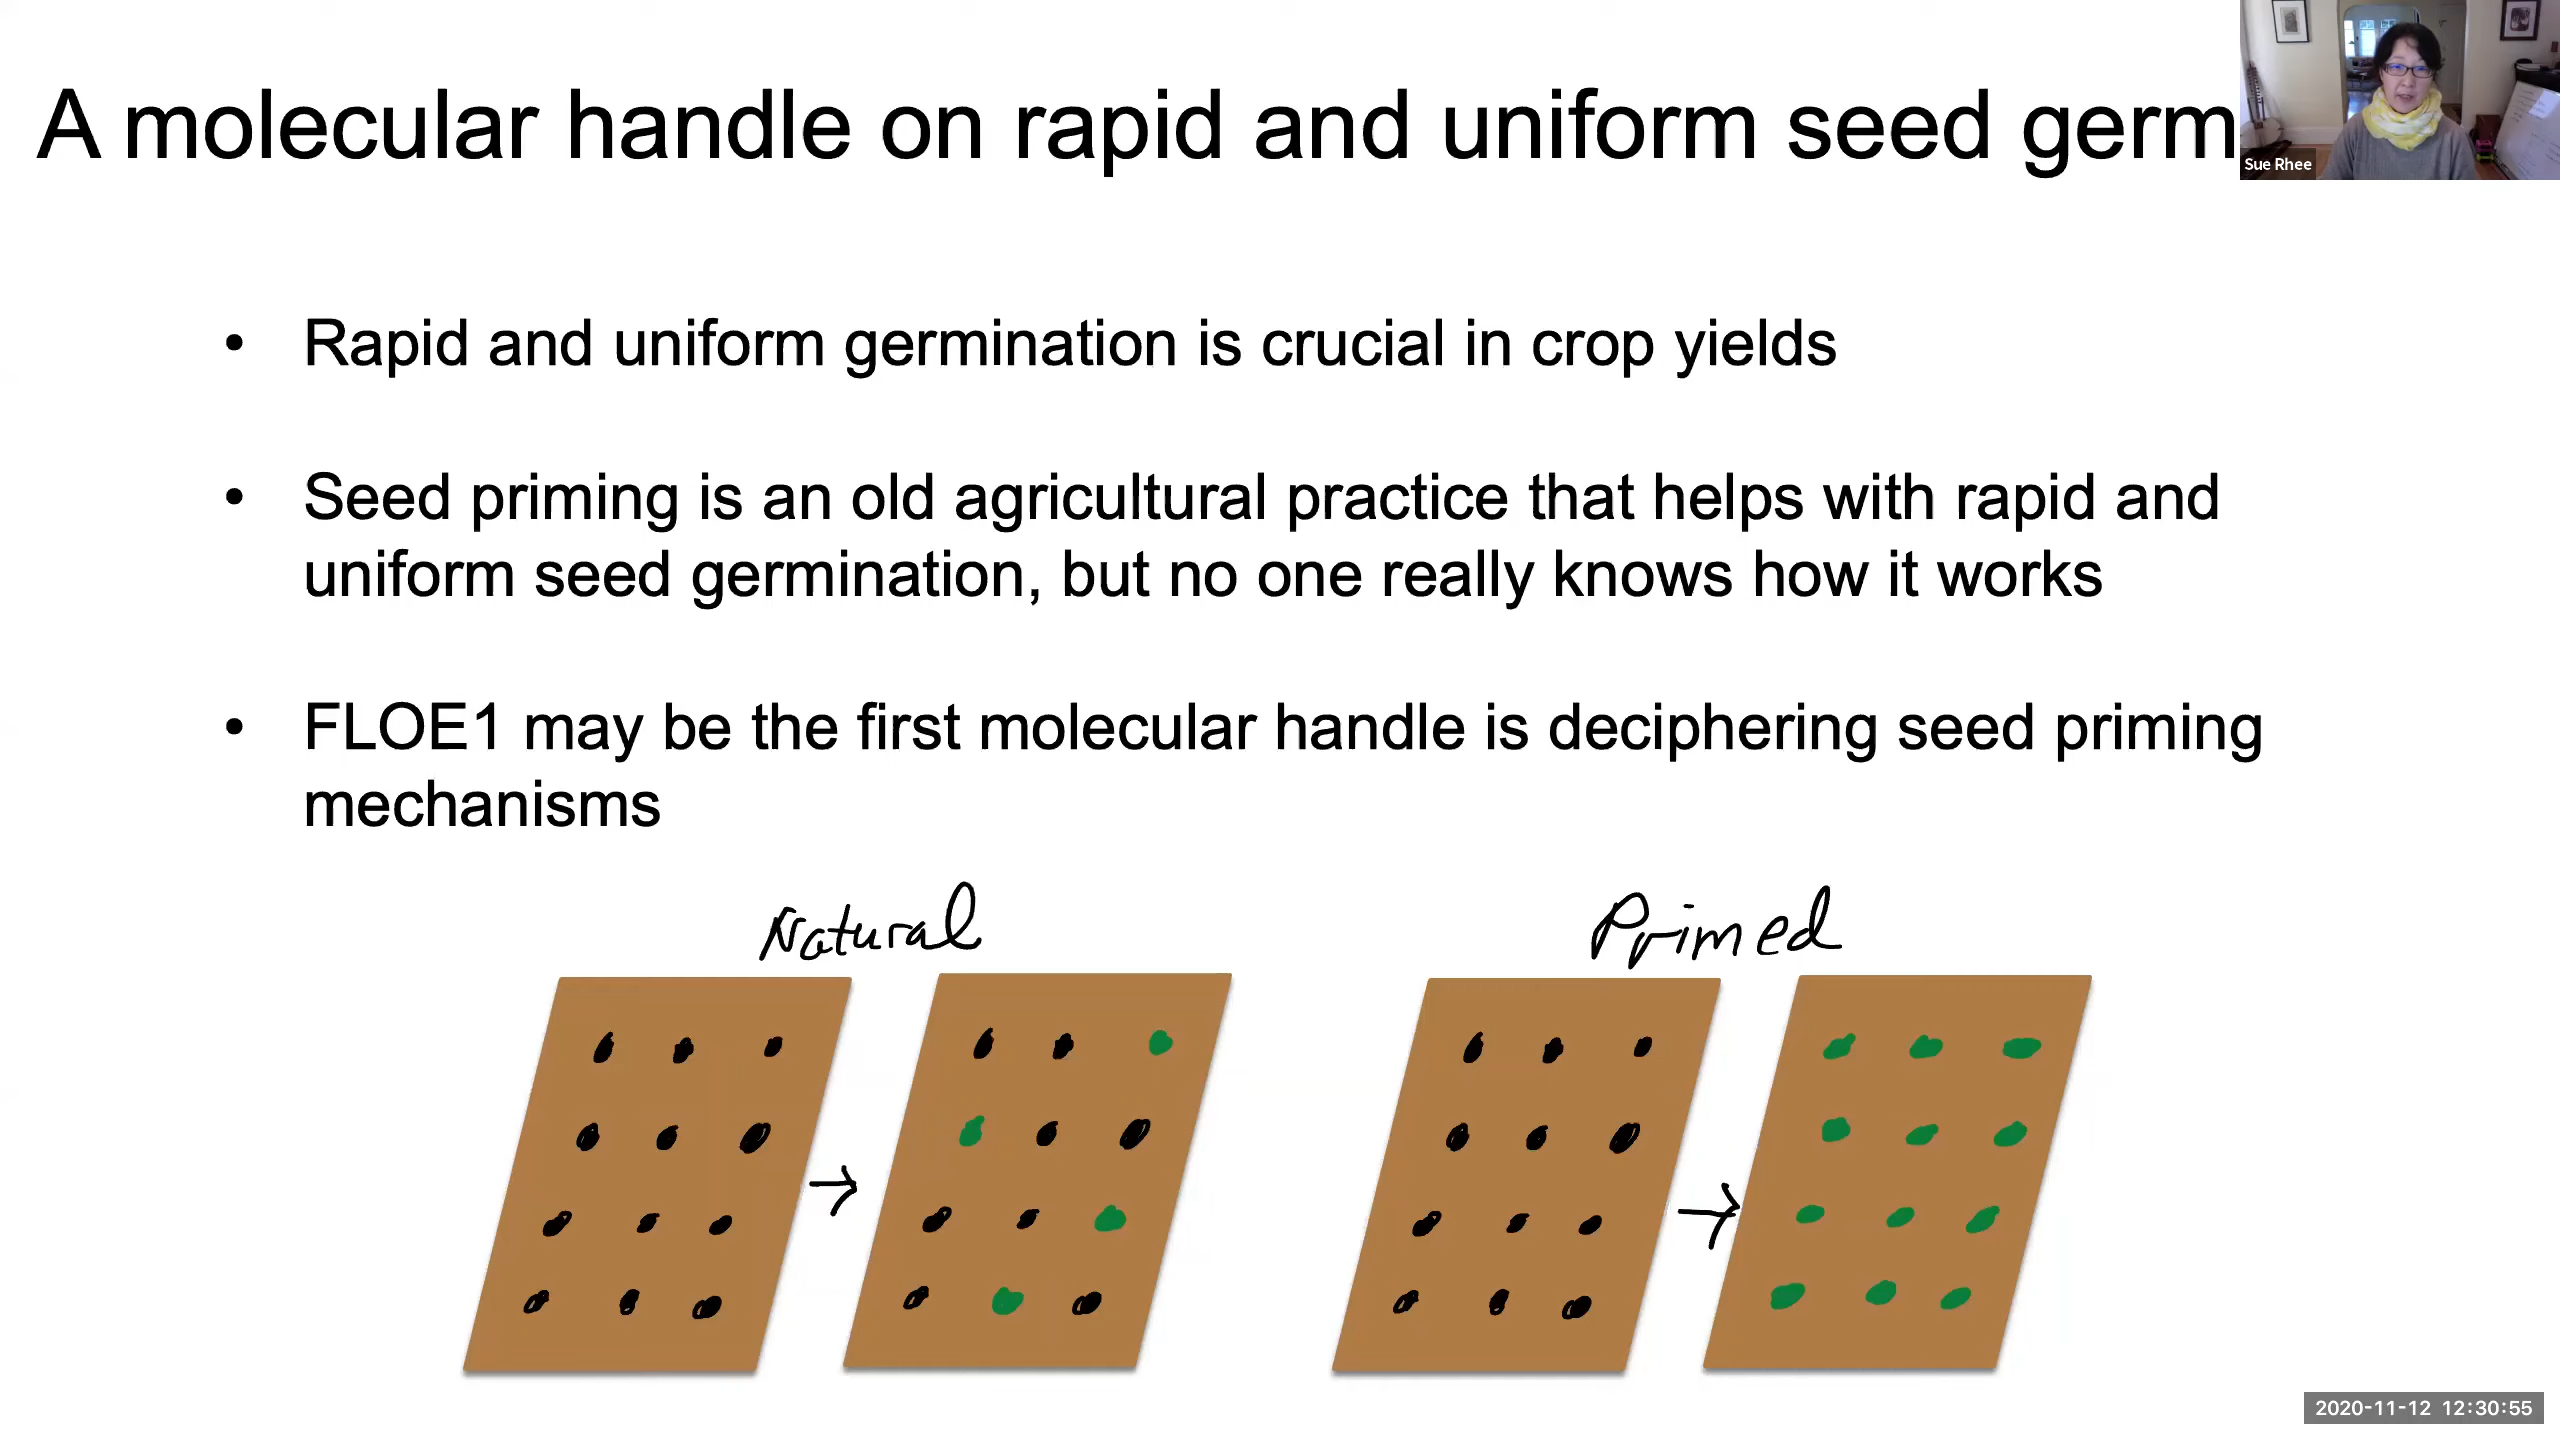 A molecular handle on rapid and uniform seed germ
Sue Rhee
• Rapid and uniform germination is crucial in crop yields
• Seed priming is an old agricultural practice that helps with rapid and
uniform seed germination, but no one really knows how it works
• FLOE1 may be the first molecular handle is deciphering seed priming
mechanisms
Natural
Primed
2020-11-12 12:30:55